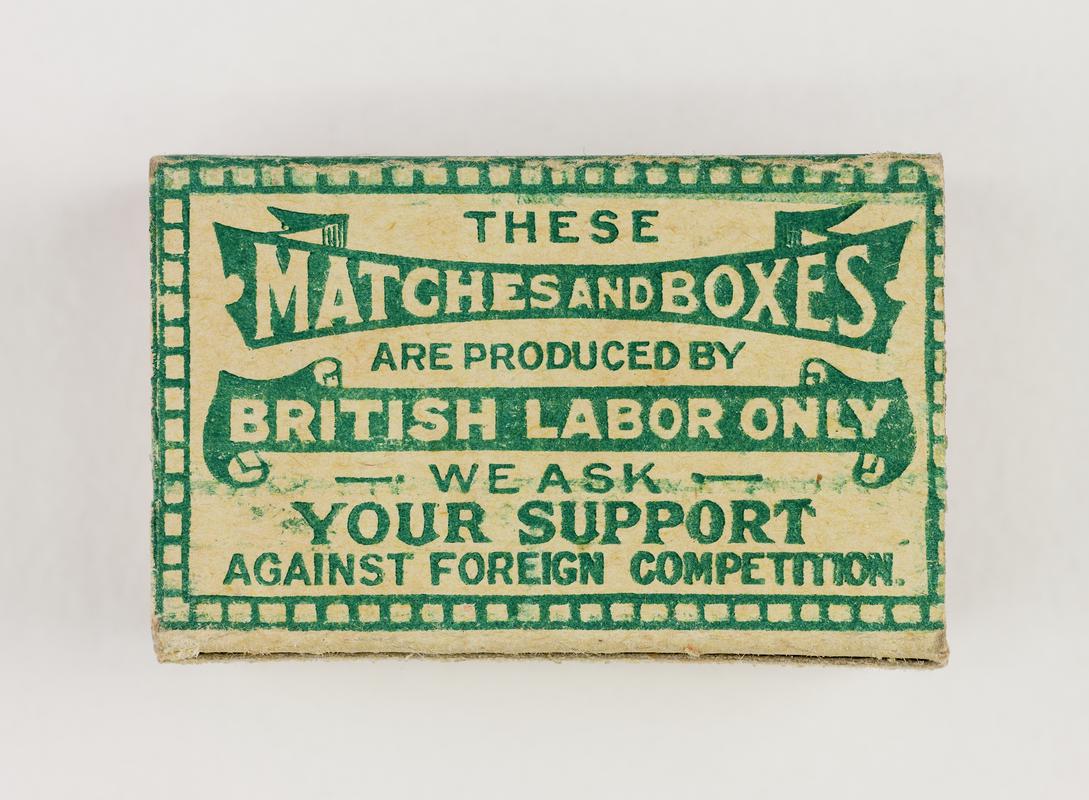 THESE
MATCHES AND BOXES
ARE PRODUCED BY
BRITISH LABOR ONLY
— WE ASK —
YOUR SUPPORT
AGAINST FOREIGN COMPETITION.